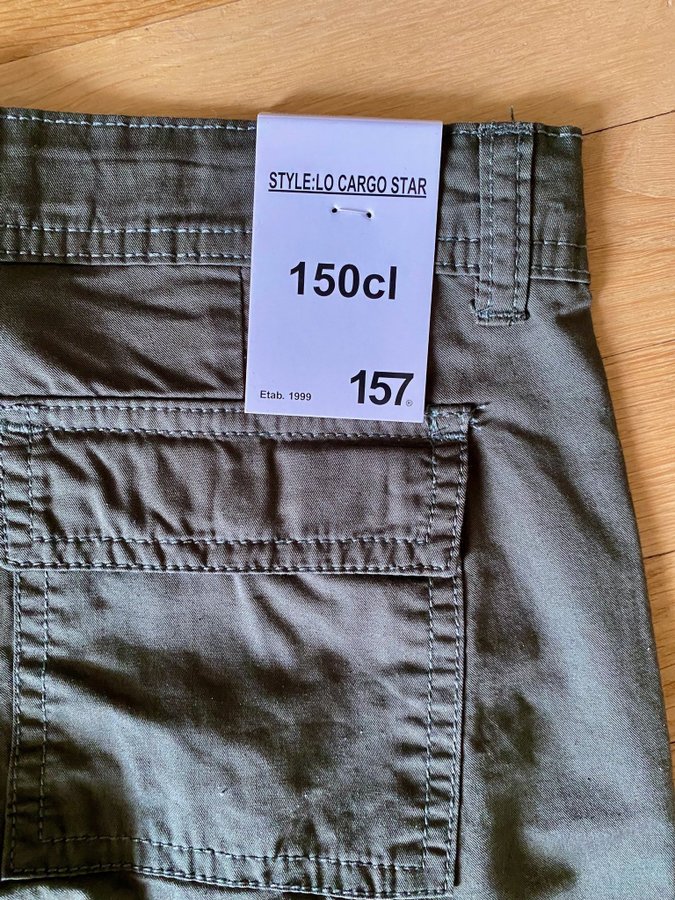 STYLE:LO CARGO STAR
150cl
Etab. 1999
157®